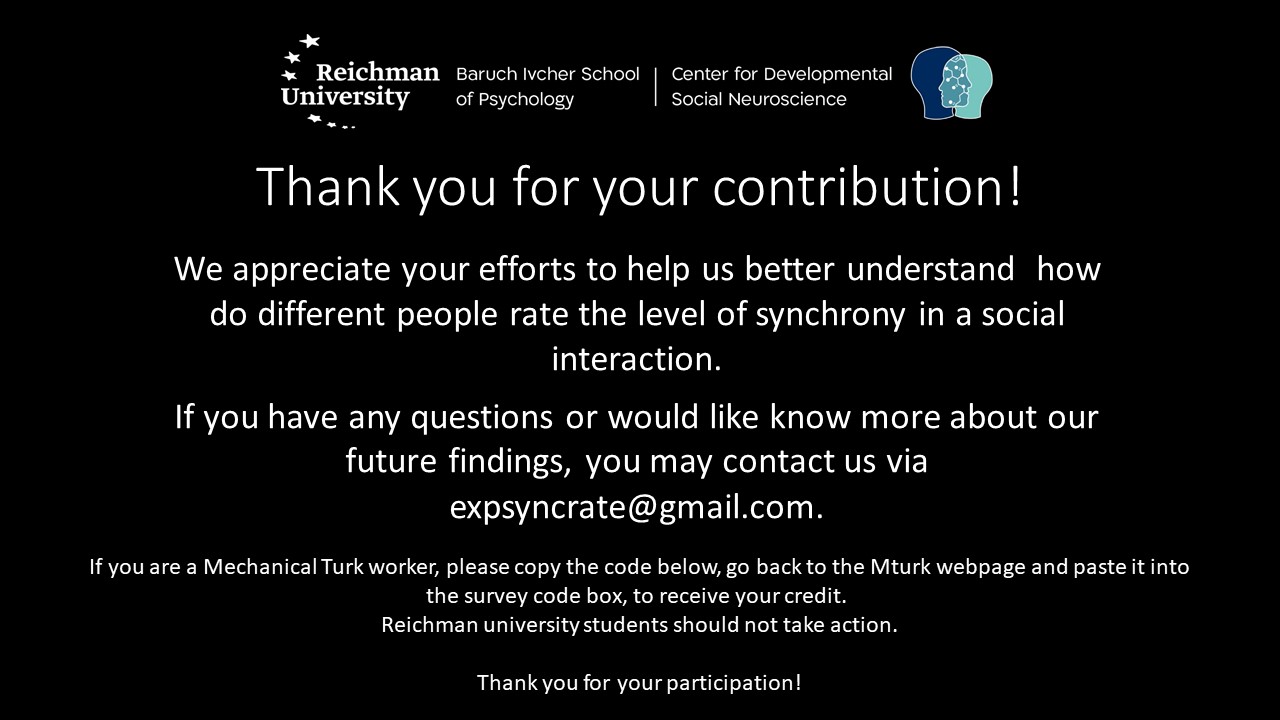 Reichman
University
Baruch Ivcher School
of Psychology
Center for Developmental
Social Neuroscience
Thank you for your contribution!
We appreciate your efforts to help us better understand how
do different people rate the level of synchrony in a social
interaction.
If you have any questions or would like know more about our
future findings, you may contact us via
expsyncrate@gmail.com.
If you are a Mechanical Turk worker, please copy the code below, go back to the Mturk webpage and paste it into
the survey code box, to receive your credit.
Reichman university students should not take action.
Thank you for your participation!